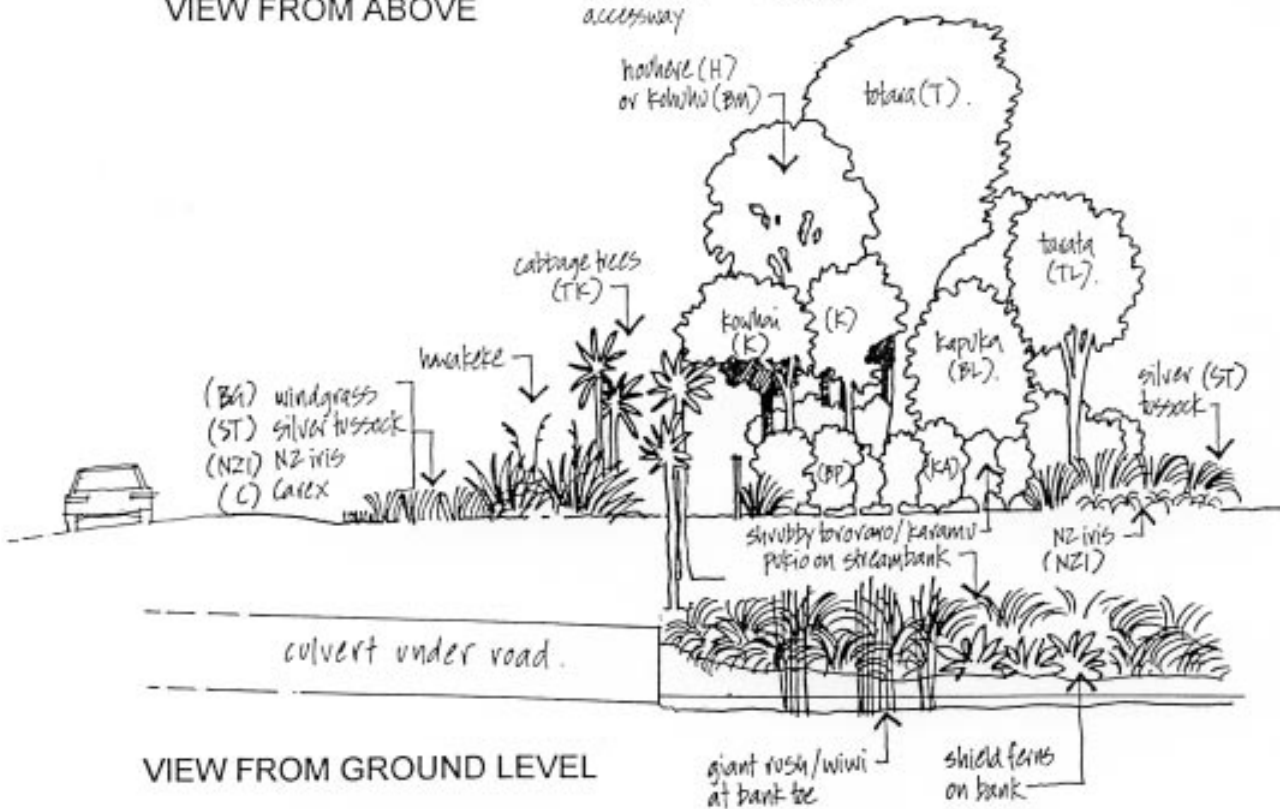 VIEW FROM ABOVE
accessway
houhere (H)
or kohuhu (BM)
totara (T).
tarata
(TL).
cabbage trees
(TK)
kowhai
(K)
(K)
kapuka
(BL).
harakeke
silver (ST)
tussock
(BG) windgrass
(ST) silver tussock
(NZI) NZ iris
(C) Carex
(BP)
(KA)
shrubby tororaro/karamu
pukio on streambank
NZ iris
(NZI)
culvert under road.
VIEW FROM GROUND LEVEL
giant rush/wiwi
at bank toe
shield ferns
on bank